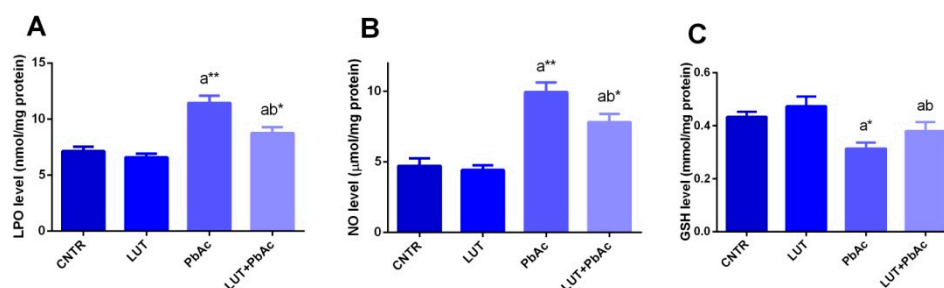 A
LPO level (nmol/mg protein)
15
10
5
0
a**
ab*
CNTR
LUT
PbAc
LUT+PbAc
B
NO level (μmol/mg protein)
10
5
0
a**
ab*
CNTR
LUT
PbAc
LUT+PbAc
C
GSH level (mmol/mg protein)
0.6
0.4
0.2
0.0
a*
ab
CNTR
LUT
PbAc
LUT+PbAc